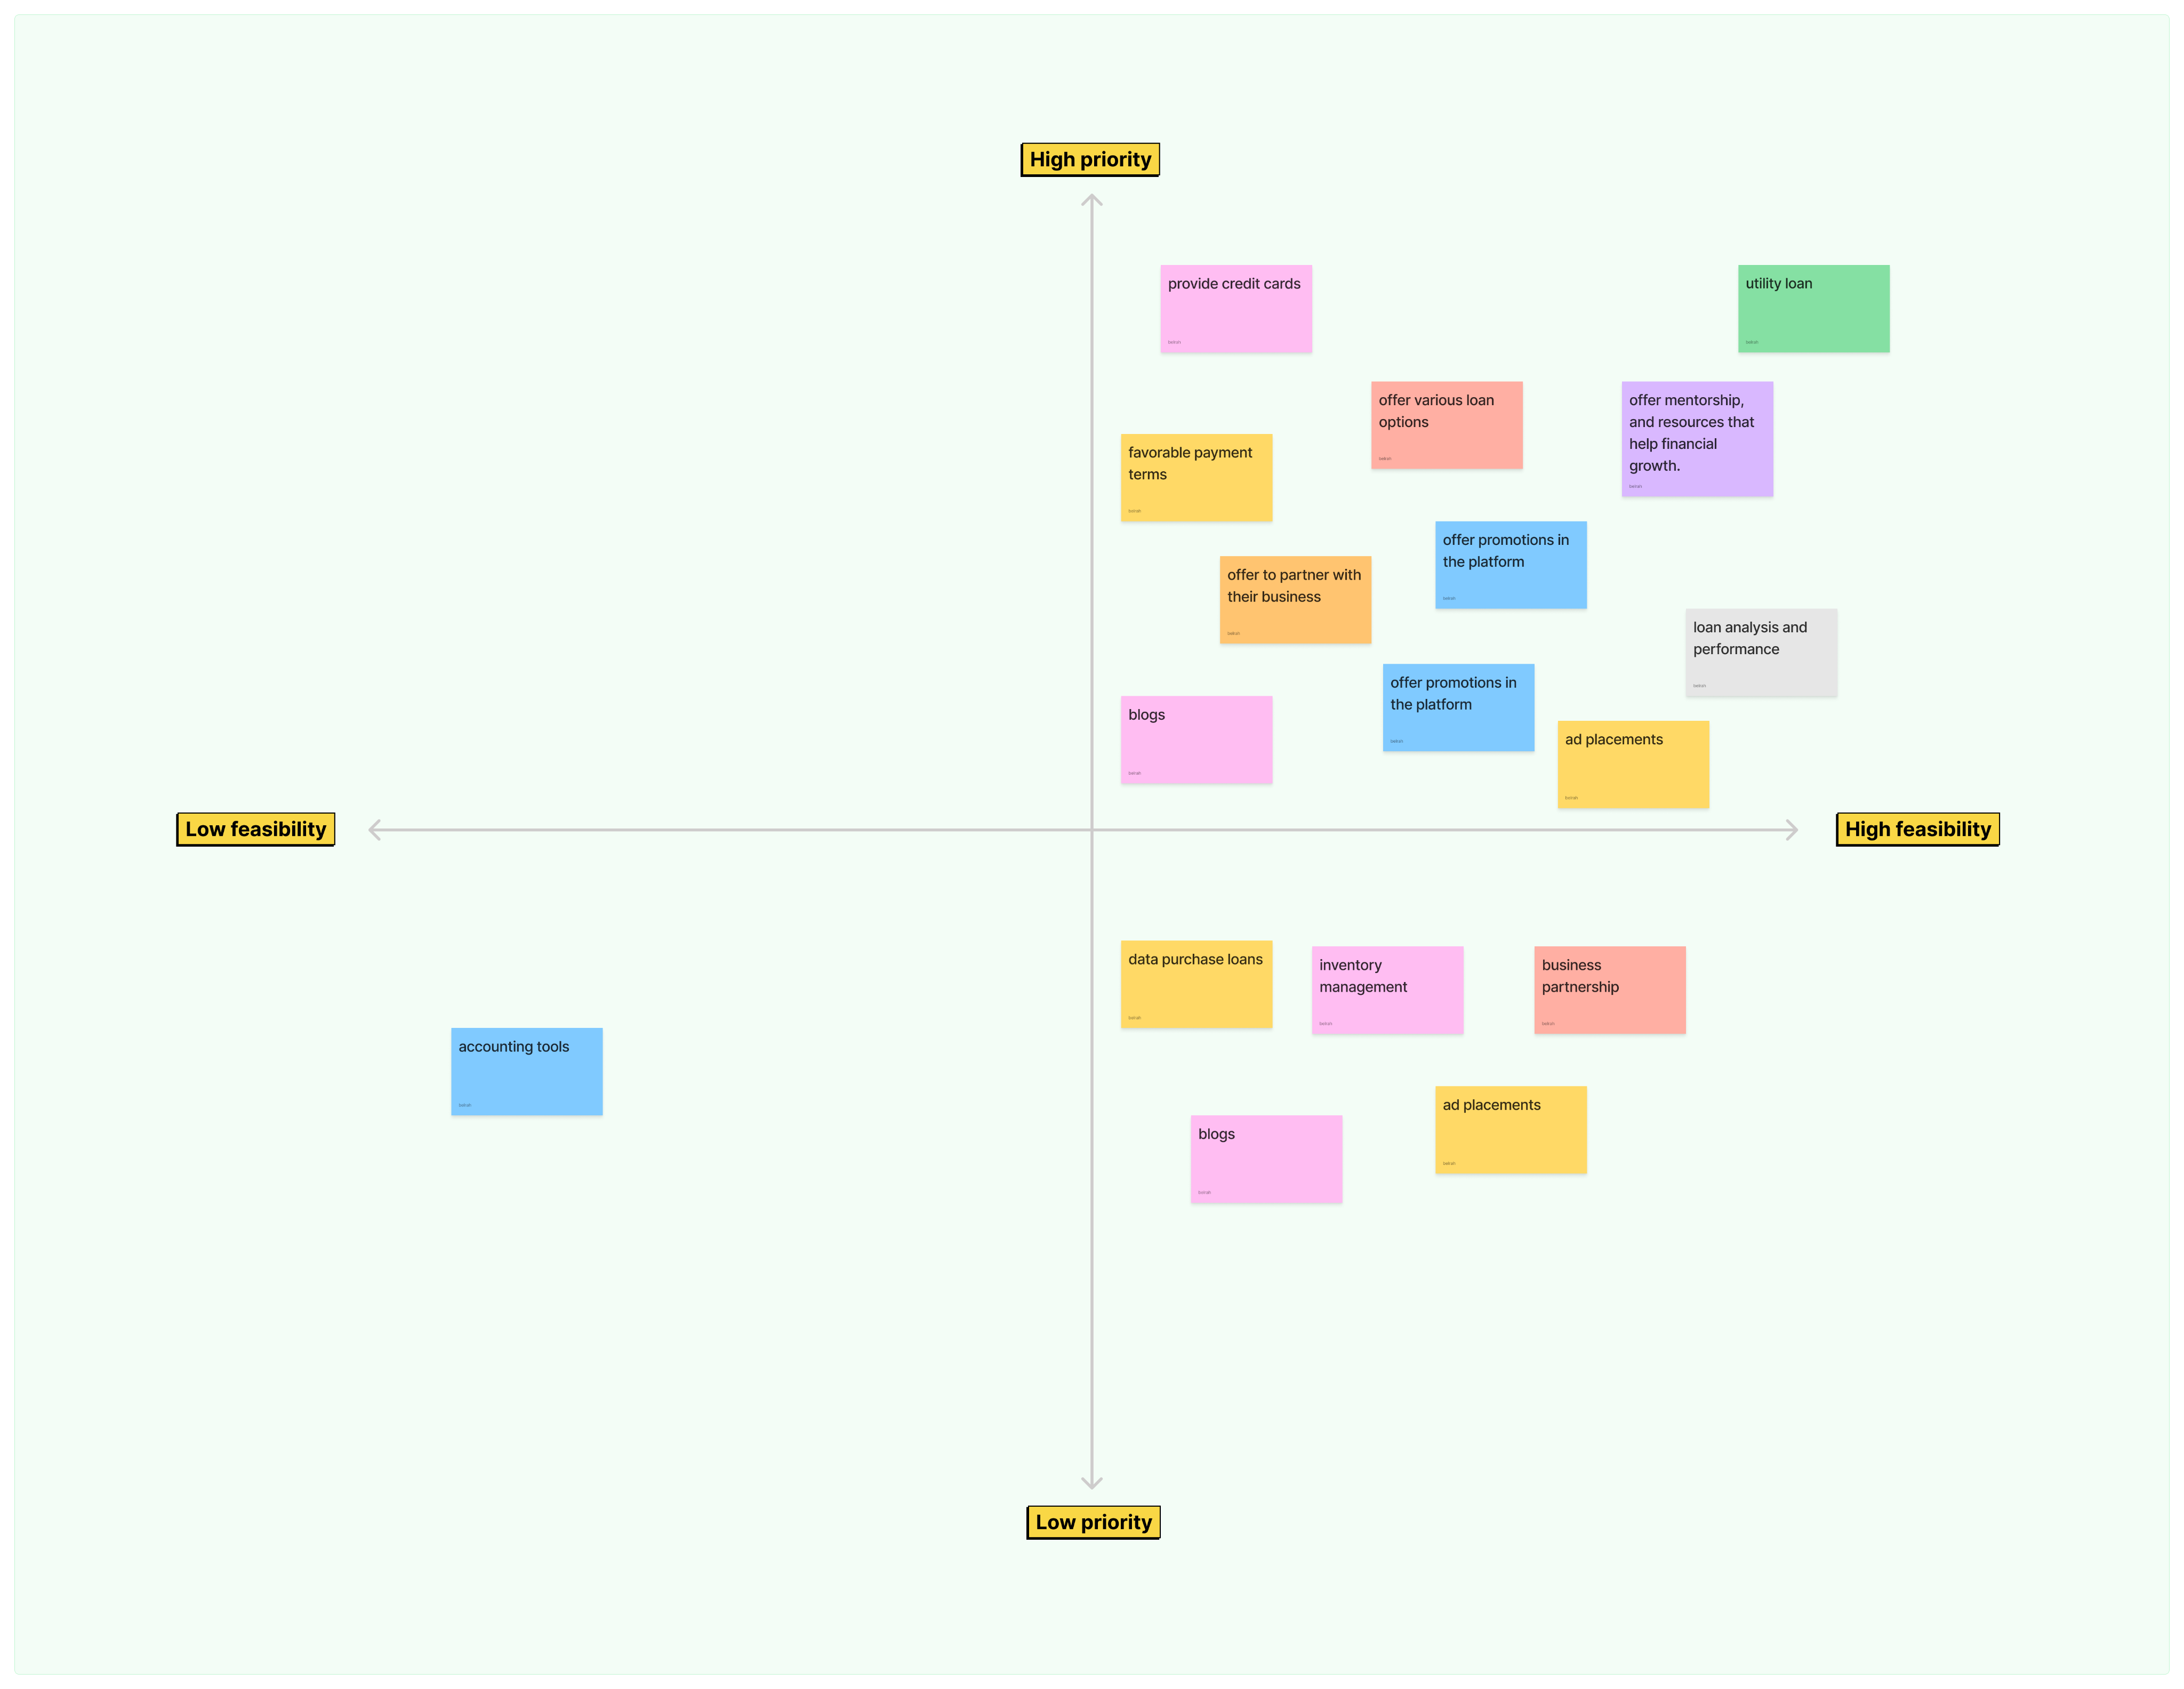 High priority
provide credit cards
utility loan
offer various loan
options
offer mentorship,
and resources that
help financial
growth.
favorable payment
terms
offer promotions in
the platform
offer to partner with
their business
loan analysis and
performance
offer promotions in
the platform
blogs
ad placements
Low feasibility
High feasibility
data purchase loans
inventory
management
business
partnership
accounting tools
ad placements
blogs
Low priority